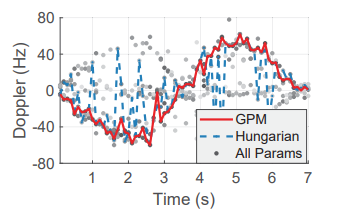 80
40
0
-40
-80
Doppler (Hz)
GPM
Hungarian
All Params
1 2 3 4 5 6 7
Time (s)